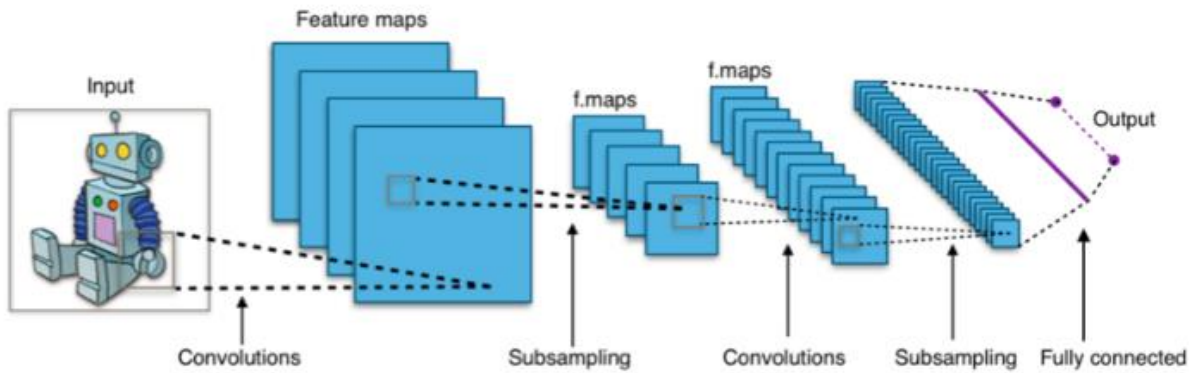 Feature maps
Input
f.maps
f.maps
Output
Convolutions
Subsampling
Convolutions
Subsampling
Fully connected